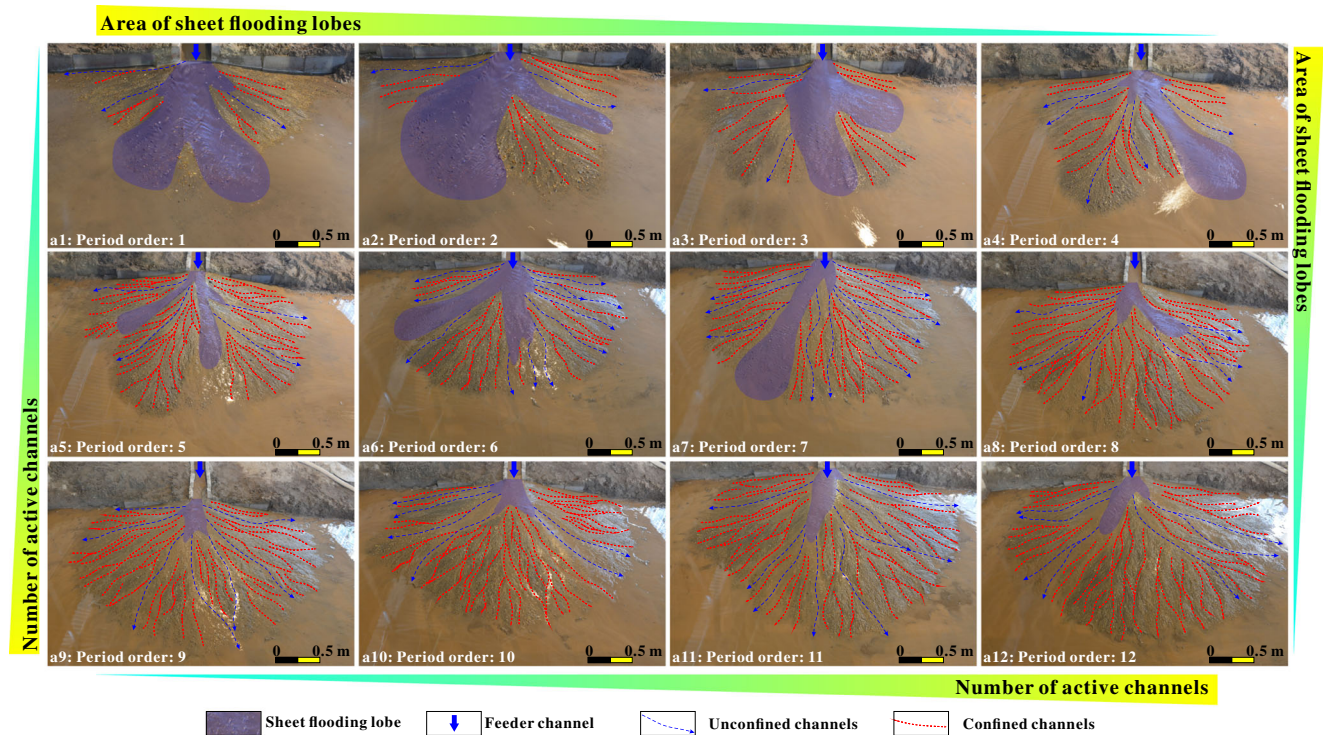 Area of sheet flooding lobes
a1: Period order: 1
0 0.5 m
a2: Period order: 2
0 0.5 m
a3: Period order: 3
0 0.5 m
a4: Period order: 4
0 0.5 m
Area of sheet flooding lobes
a5: Period order: 5
0 0.5 m
a6: Period order: 6
0 0.5 m
a7: Period order: 7
0 0.5 m
a8: Period order: 8
0 0.5 m
Number of active channels
a9: Period order: 9
0 0.5 m
a10: Period order: 10
0 0.5 m
a11: Period order: 11
0 0.5 m
a12: Period order: 12
0 0.5 m
Number of active channels
Sheet flooding lobe
Feeder channel
Unconfined channels
Confined channels